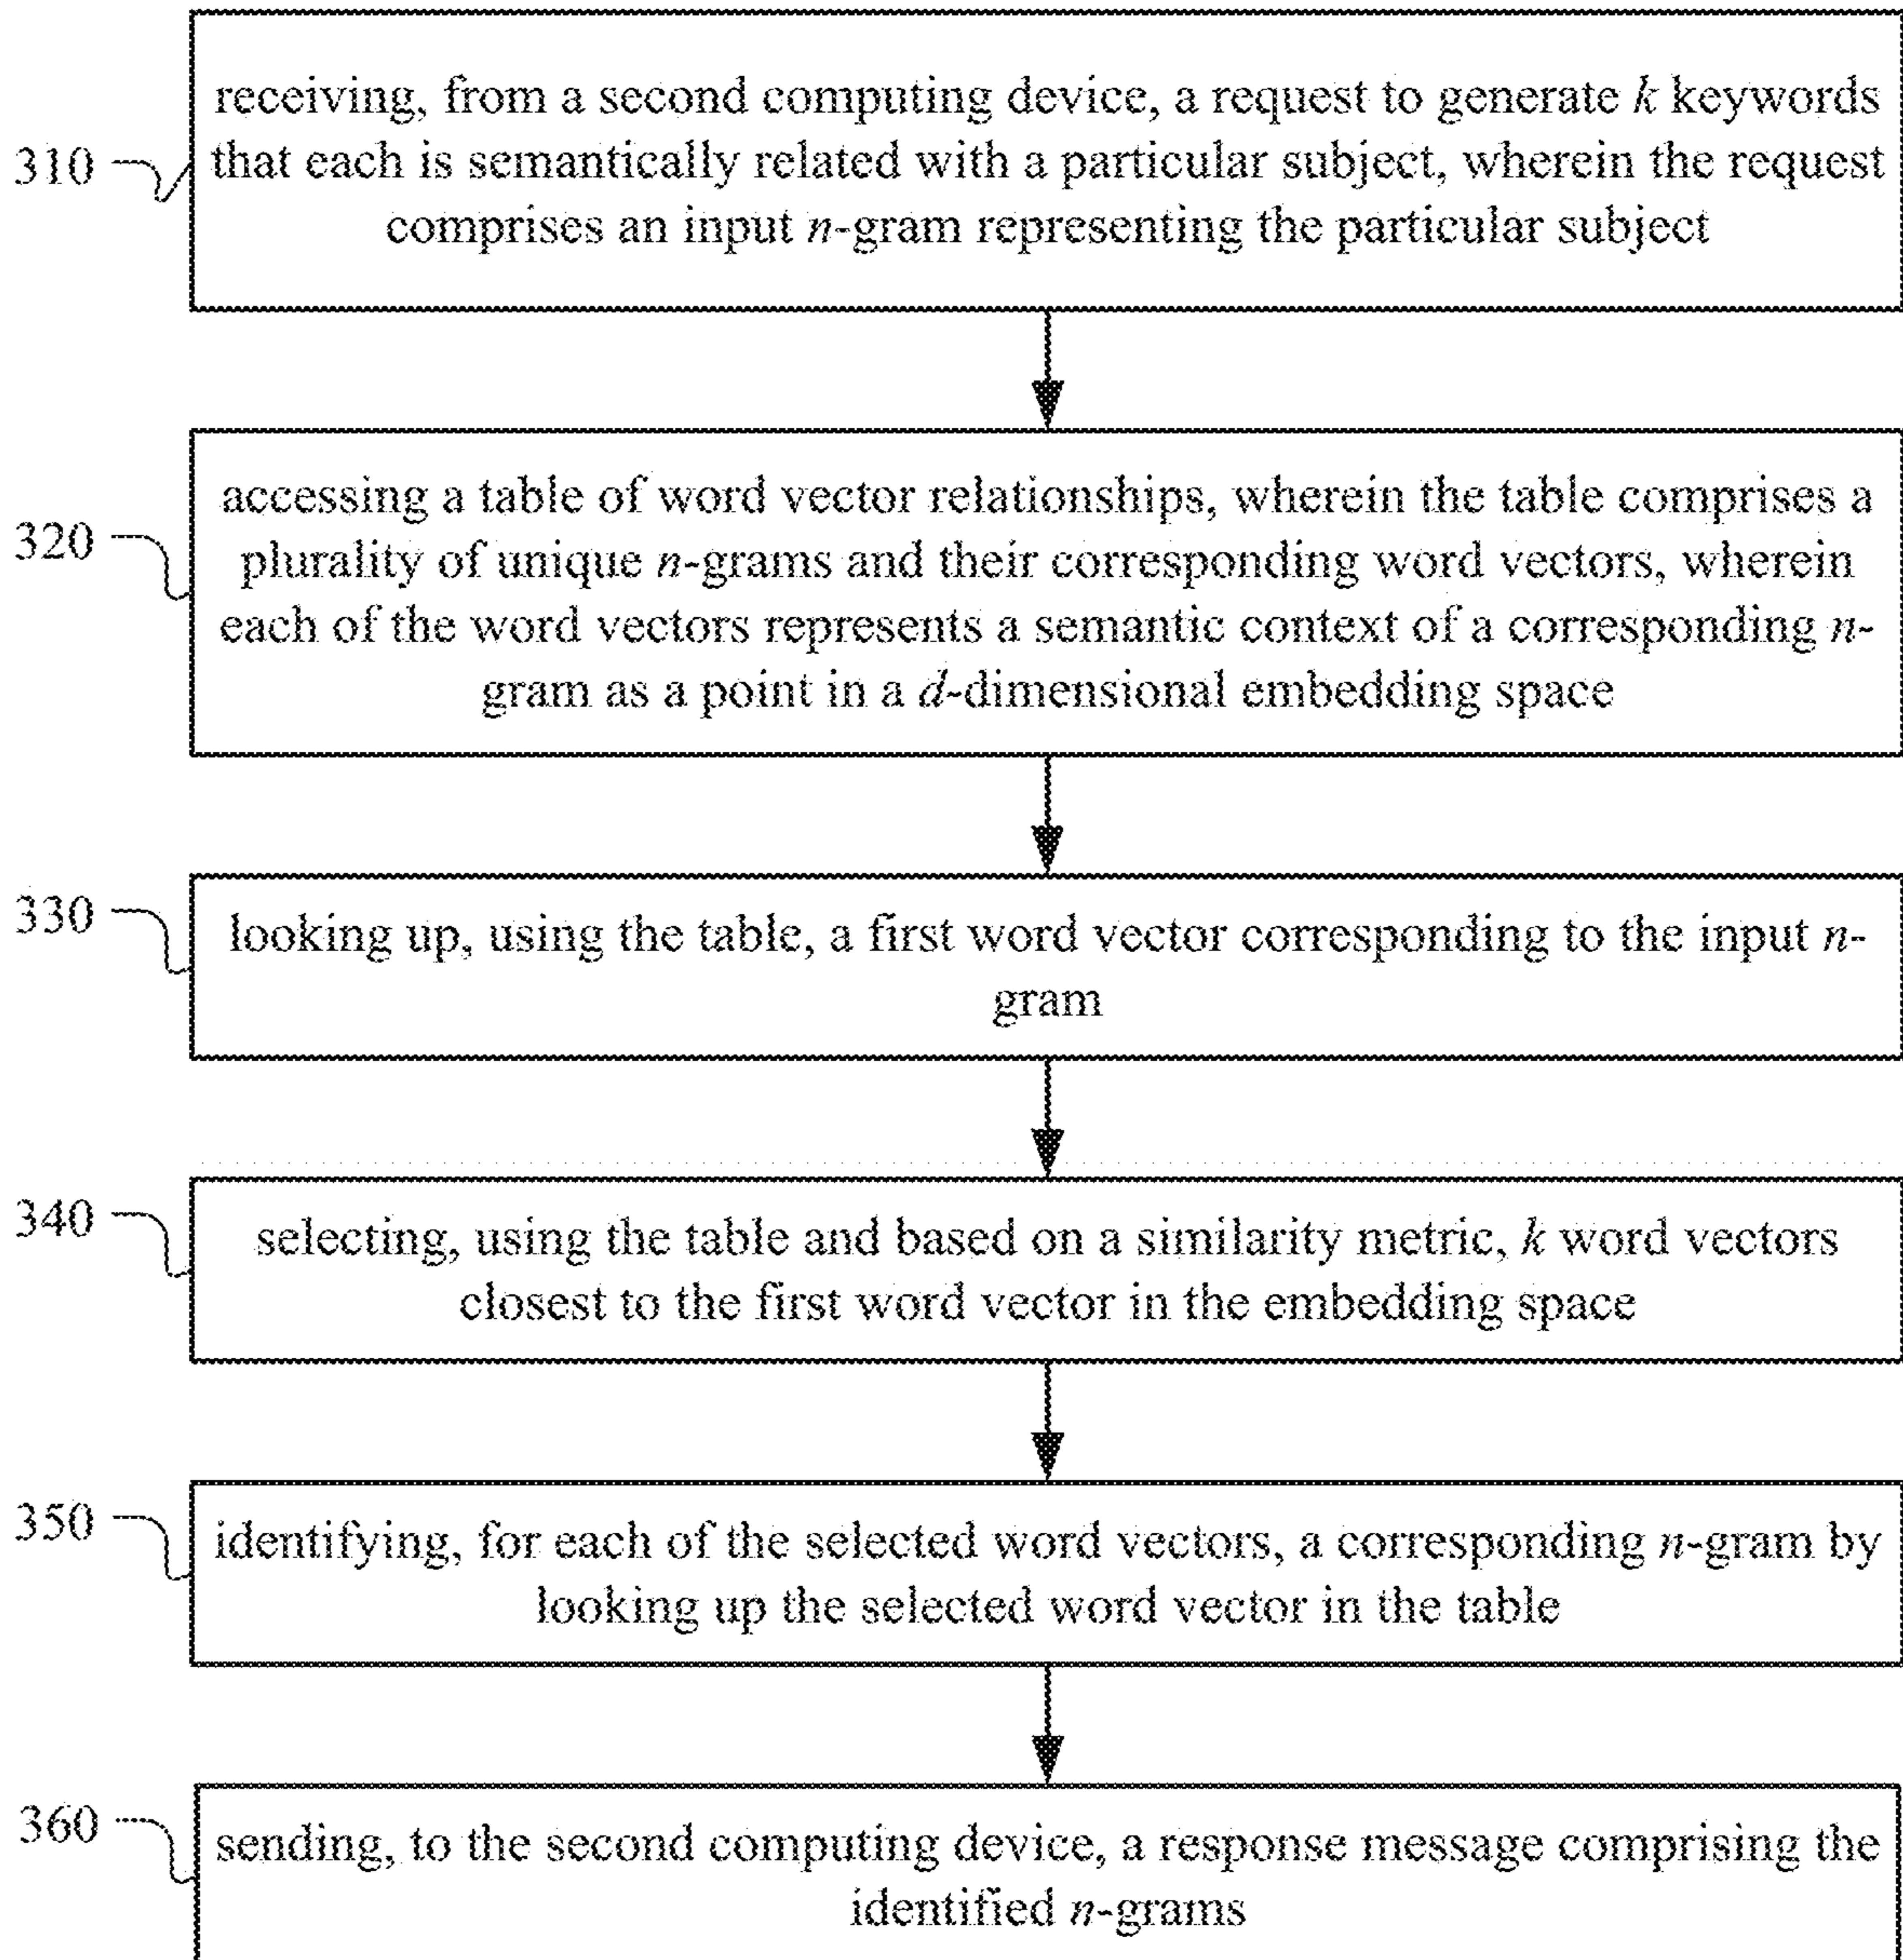 receiving, from a second computing device, a request to generate k keywords
310
that each is semantically related with a particular subject, wherein the request
comprises an input n-gram representing the particular subject
accessing a table of word vector relationships, wherein the table comprises a
320
plurality of unique n-grams and their corresponding word vectors, wherein
each of the word vectors represents a semantic context of a corresponding n-
gram as a point in a d-dimensional embedding space
330
looking up, using the table, a first word vector corresponding to the input n-
gram
340
selecting, using the table and based on a similarity metric, k word vectors
closest to the first word vector in the embedding space
350
identifying, for each of the selected word vectors, a corresponding n-gram by
looking up the selected word vector in the table
360
sending, to the second computing device, a response message comprising the
identified n-grams